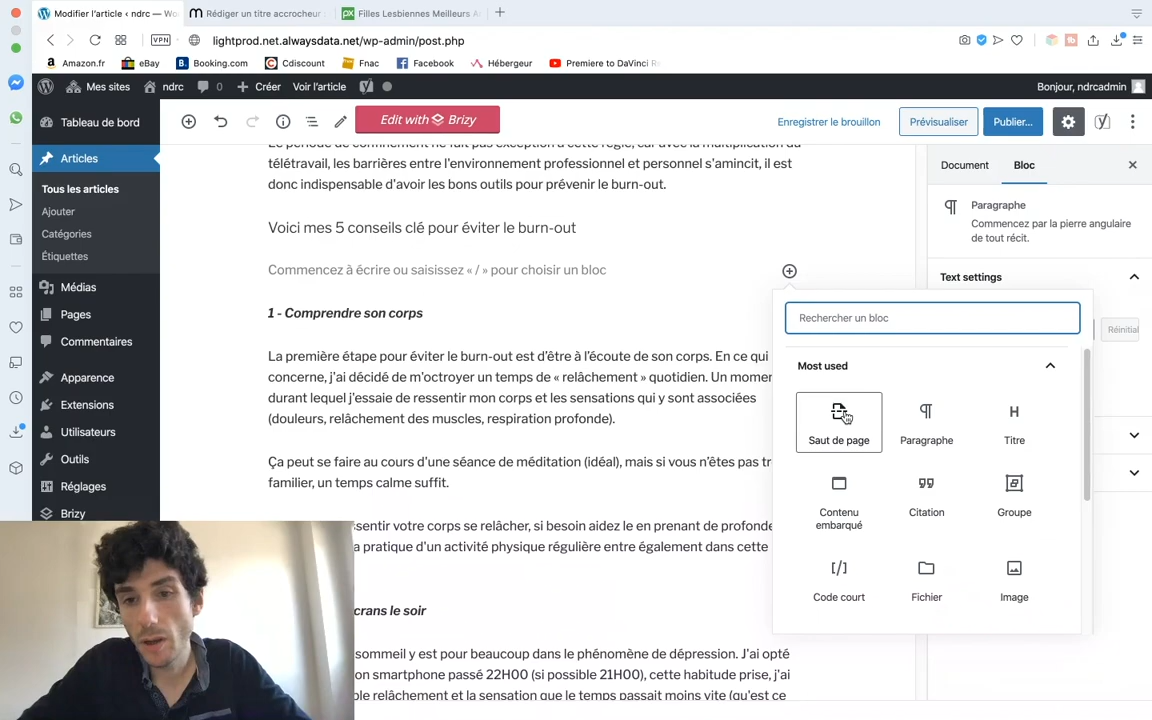 Modifier l'article ‹ ndrc — Wo
Rédiger un titre accrocheur
Filles Lesbiennes Meilleurs A
VPN
lightprod.net.alwaysdata.net/wp-admin/post.php
Amazon.fr
eBay
Booking.com
Cdiscount
Fnac
Facebook
Hébergeur
Premiere to DaVinci Re
Mes sites
ndrc
0
Créer
Voir l'article
Bonjour, ndrcadmin
Tableau de bord
Articles
Tous les articles
Ajouter
Catégories
Étiquettes
Médias
Pages
Commentaires
Apparence
Extensions
Utilisateurs
Outils
Réglages
Brizy
Edit with Brizy
Enregistrer le brouillon
Prévisualiser
Publier...
télétravail, les barrières entre l'environnement professionnel et personnel s'amincit, il est
donc indispensable d'avoir les bons outils pour prévenir le burn-out.
Voici mes 5 conseils clé pour éviter le burn-out
Commencez à écrire ou saisissez « / » pour choisir un bloc
1 - Comprendre son corps
La première étape pour éviter le burn-out est d'être à l'écoute de son corps. En ce qui
concerne, j'ai décidé de m'octroyer un temps de « relâchement » quotidien. Un momen
durant lequel j'essaie de ressentir mon corps et les sensations qui y sont associées
(douleurs, relâchement des muscles, respiration profonde).
Ça peut se faire au cours d'une séance de méditation (idéal), mais si vous n'êtes pas tr
familier, un temps calme suffit.
ssentir votre corps se relâcher, si besoin aidez le en prenant de profonde
a pratique d'un activité physique régulière entre également dans cette
crans le soir
sommeil y est pour beaucoup dans le phénomène de dépression. J'ai opté
on smartphone passé 22H00 (si possible 21H00), cette habitude prise, j'ai
ble relâchement et la sensation que le temps passait moins vite (qu'est ce
Rechercher un bloc
Most used
Saut de page
Paragraphe
Titre
Contenu
embarqué
Citation
Groupe
Code court
Fichier
Image
Document
Bloc
Paragraphe
Commencez par la pierre angulaire
de tout récit.
Text settings
Réinitial